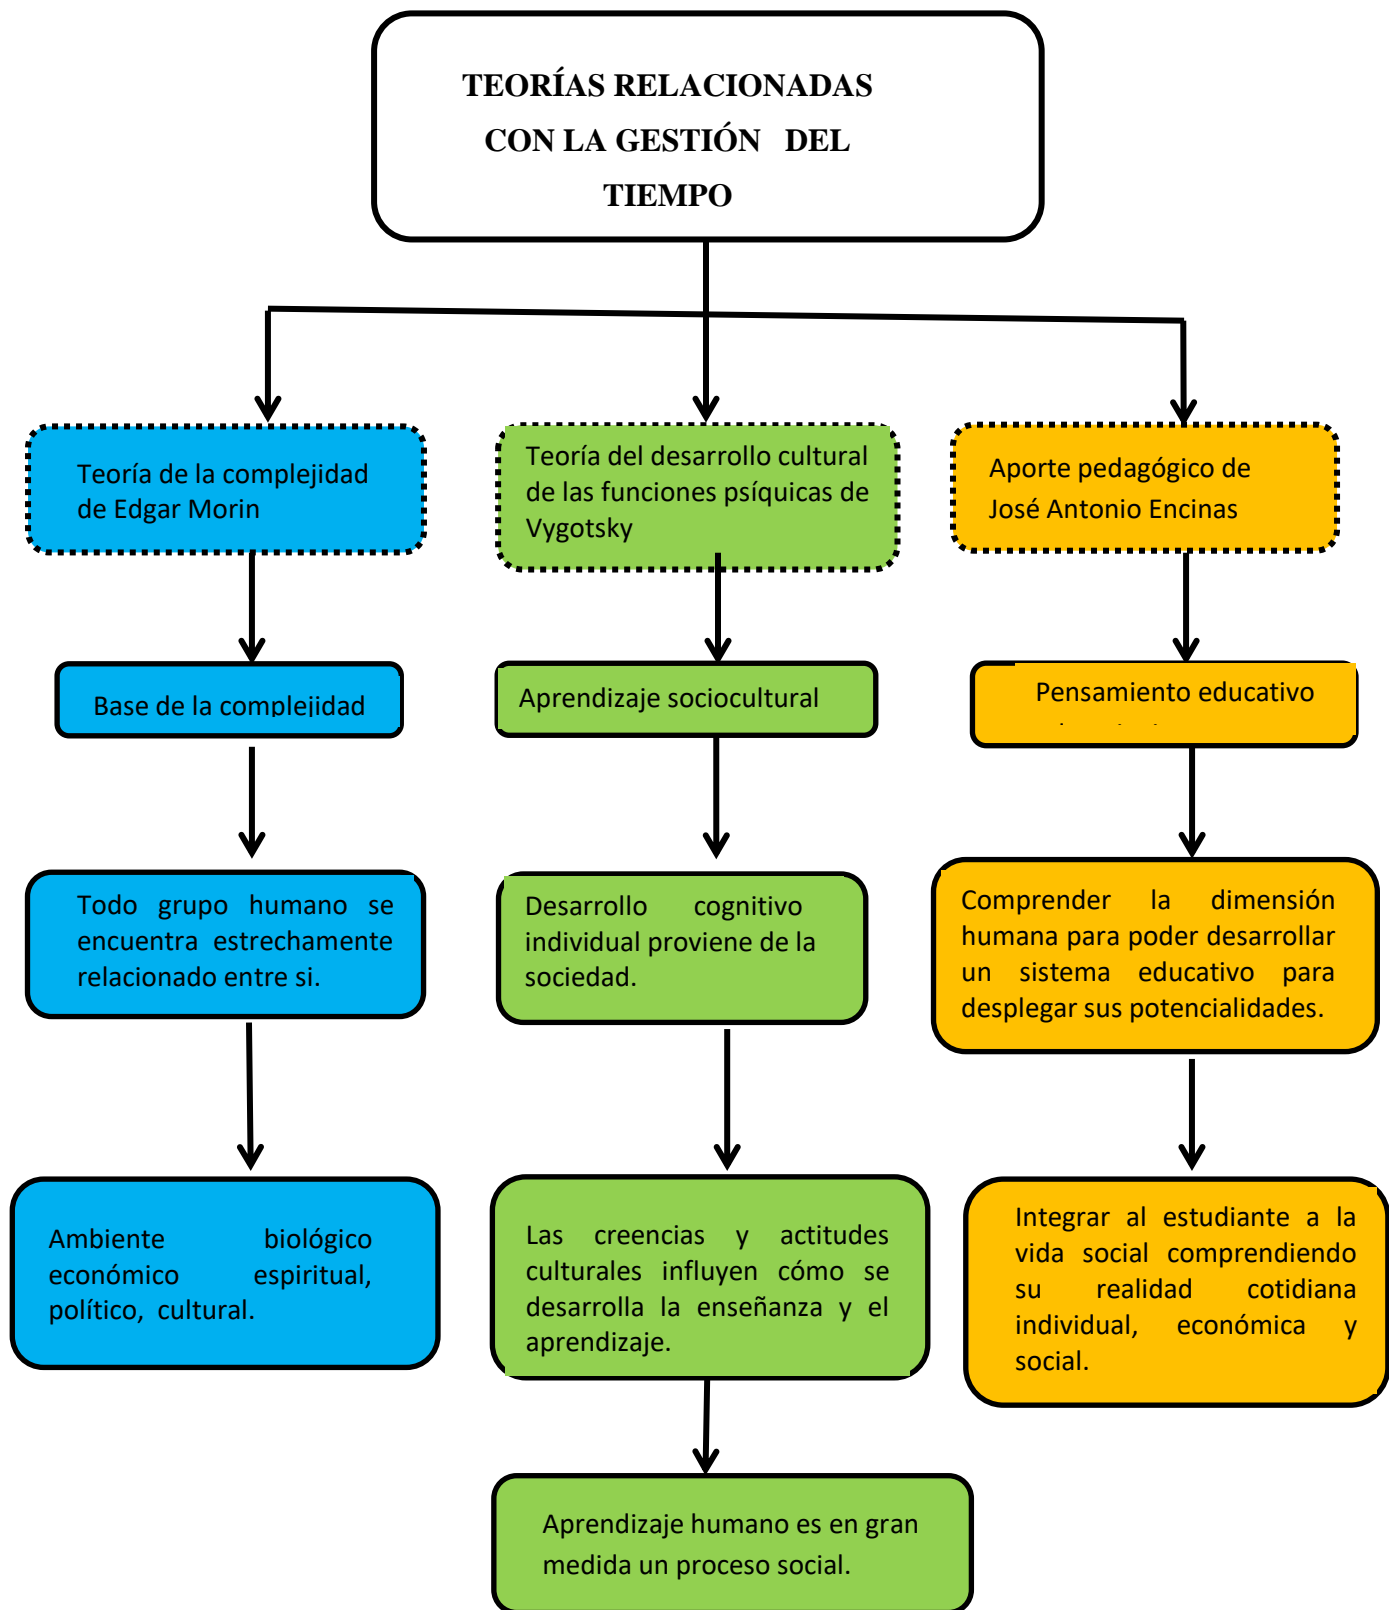 TEORÍAS RELACIONADAS
CON LA GESTIÓN DEL
TIEMPO
Teoría de la complejidad
de Edgar Morin
Teoría del desarrollo cultural
de las funciones psíquicas de
Vygotsky
Aporte pedagógico de
José Antonio Encinas
Base de la complejidad
Aprendizaje sociocultural
Pensamiento educativo
Todo grupo humano se
encuentra estrechamente
relacionado entre si.
Desarrollo cognitivo
individual proviene de la
sociedad.
Comprender la dimensión
humana para poder desarrollar
un sistema educativo para
desplegar sus potencialidades.
Ambiente biológico
económico espiritual,
político, cultural.
Las creencias y actitudes
culturales influyen cómo se
desarrolla la enseñanza y el
aprendizaje.
Integrar al estudiante a la
vida social comprendiendo
su realidad cotidiana
individual, económica y
social.
Aprendizaje humano es en gran
medida un proceso social.